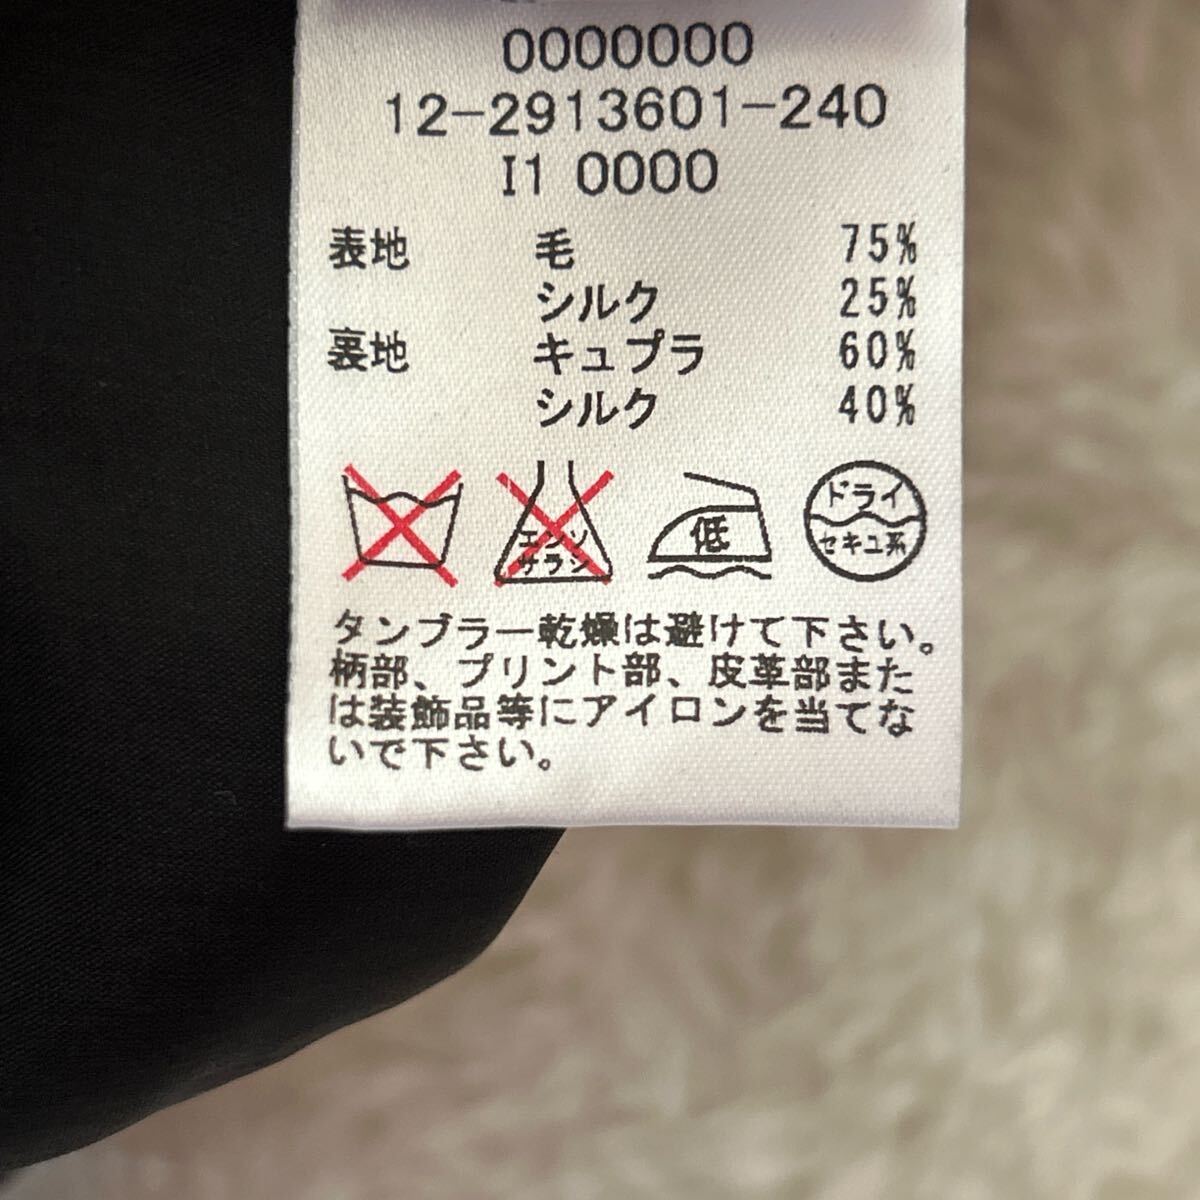 0000000
12-2913601-240
I1 0000
表地 毛 75%
シルク 25%
裏地 キュプラ 60%
シルク 40%
エンソ
サラシ
低
ドライ
セキユ系
タンブラー乾燥は避けて下さい。
柄部、プリント部、皮革部また
は装飾品等にアイロンを当てな
いで下さい。